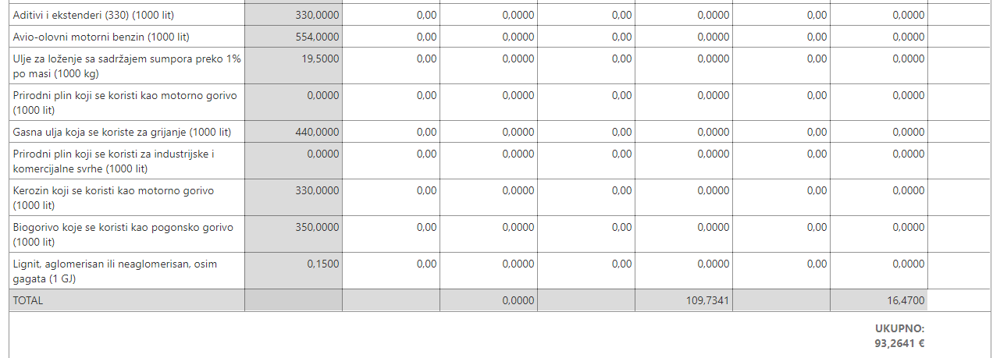 Aditivi i ekstenderi (330) (1000 lit) 330,0000 0,00 0,0000 0,00 0,0000 0,00 0,0000
Avio-olovni motorni benzin (1000 lit) 554,0000 0,00 0,0000 0,00 0,0000 0,00 0,0000
Ulje za loženje sa sadržajem sumpora preko 1% 19,5000 0,00 0,0000 0,00 0,0000 0,00 0,0000
po masi (1000 kg)
Prirodni plin koji se koristi kao motorno gorivo 0,0000 0,00 0,0000 0,00 0,0000 0,00 0,0000
(1000 lit)
Gasna ulja koja se koriste za grijanje (1000 lit) 440,0000 0,00 0,0000 0,00 0,0000 0,00 0,0000
Prirodni plin koji se koristi za industrijske i 0,0000 0,00 0,0000 0,00 0,0000 0,00 0,0000
komercijalne svrhe (1000 lit)
Kerozin koji se koristi kao motorno gorivo 330,0000 0,00 0,0000 0,00 0,0000 0,00 0,0000
(1000 lit)
Biogorivo koje se koristi kao pogonsko gorivo 350,0000 0,00 0,0000 0,00 0,0000 0,00 0,0000
(1000 lit)
Lignit, aglomerisan ili neaglomerisan, osim 0,1500 0,00 0,0000 0,00 0,0000 0,00 0,0000
gagata (1 GJ)
TOTAL 0,0000 109,7341 16,4700
UKUPNO:
93,2641 €